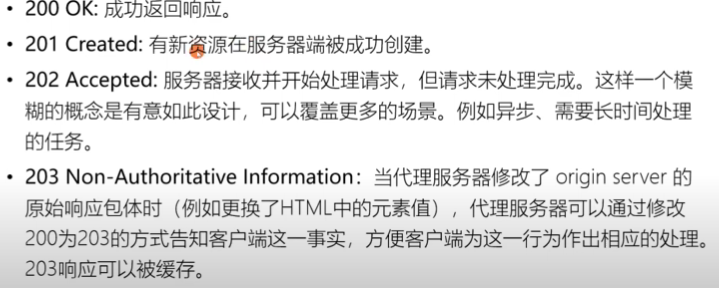 • 200 OK: 成功返回响应。
• 201 Created: 有新资源在服务器端被成功创建。
• 202 Accepted: 服务器接收并开始处理请求，但请求未处理完成。这样一个模
糊的概念是有意如此设计，可以覆盖更多的场景。例如异步、需要长时间处理
的任务。
• 203 Non-Authoritative Information：当代理服务器修改了 origin server 的
原始响应包体时（例如更换了HTML中的元素值），代理服务器可以通过修改
200为203的方式告知客户端这一事实，方便客户端为这一行为作出相应的处理。
203响应可以被缓存。